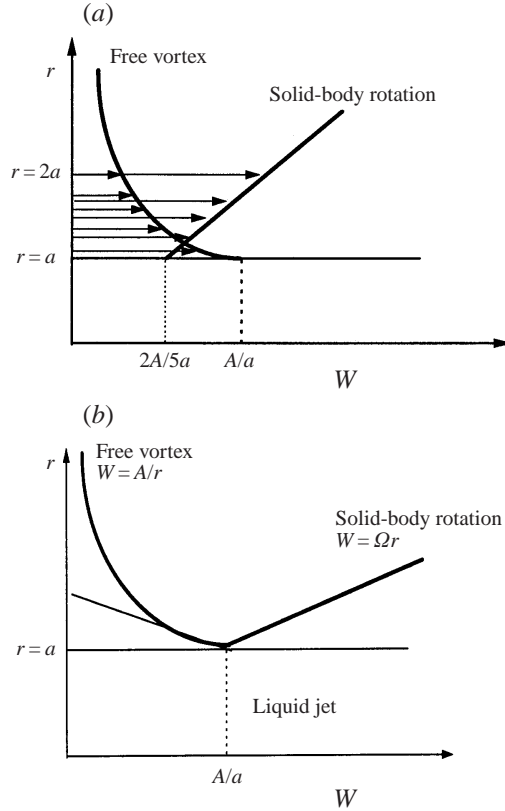 (a)
Free vortex
r
Solid-body rotation
r = 2a
r = a
2A/5a
A/a
W
(b)
Free vortex
W = A/r
r
Solid-body rotation
W = Ωr
r = a
Liquid jet
A/a
W